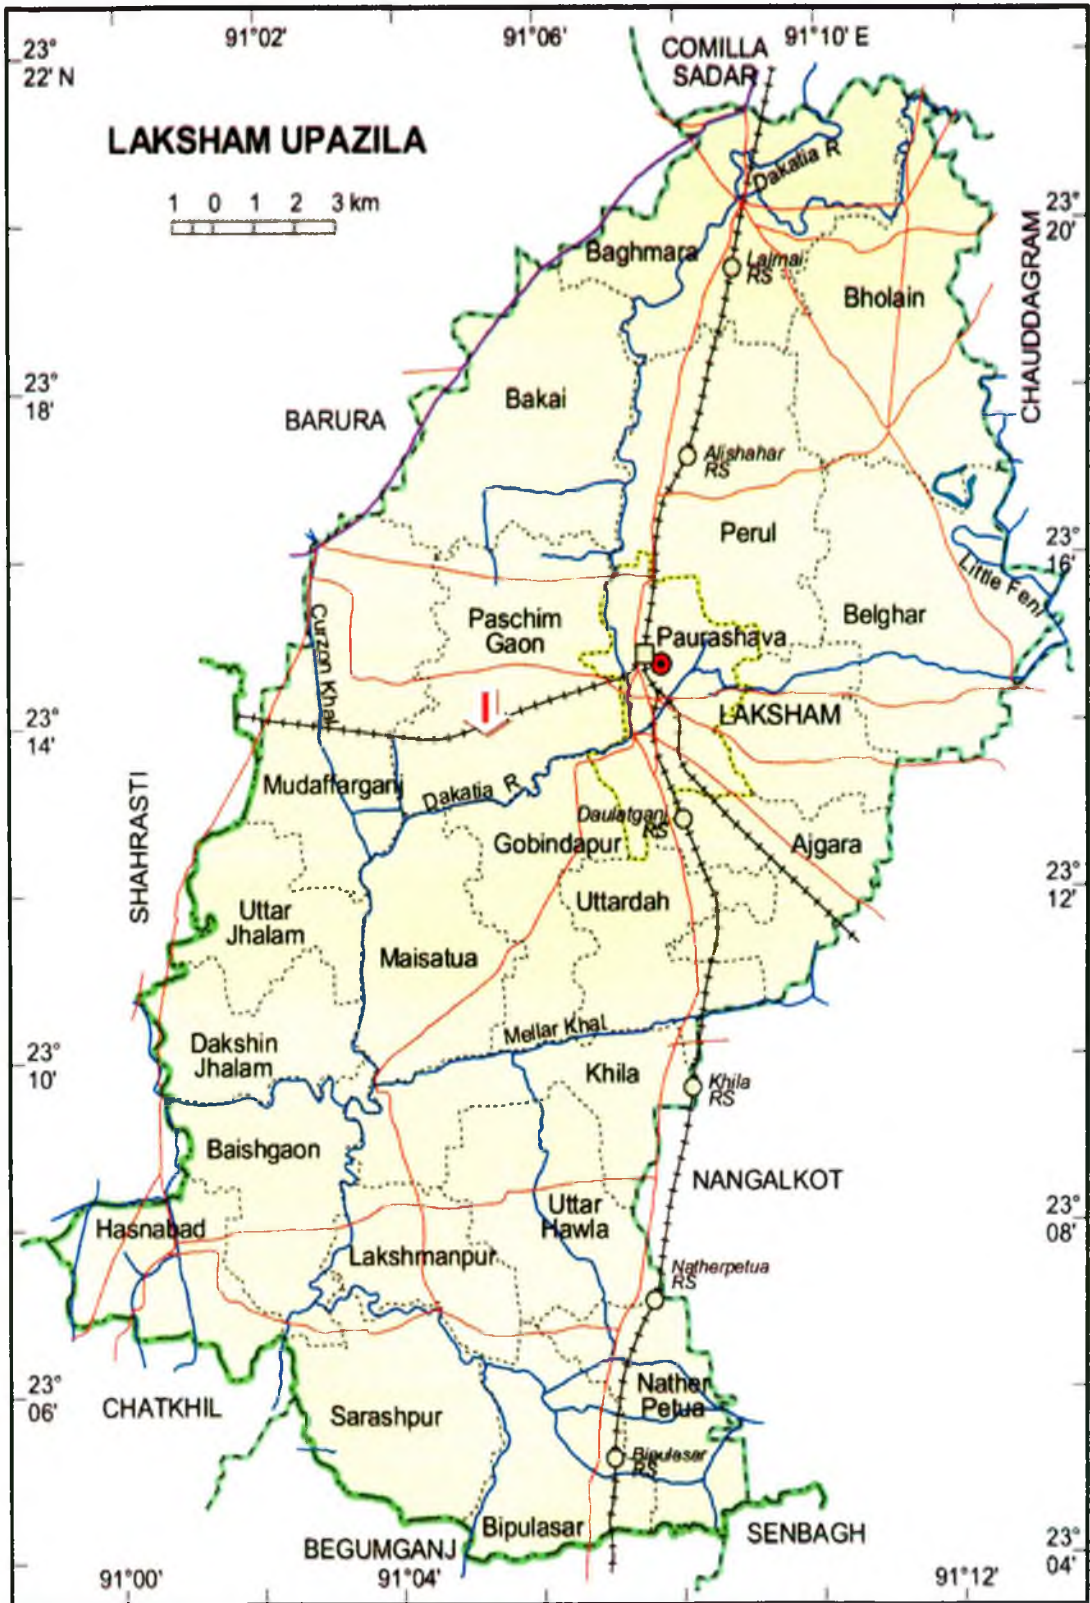 91°02'
91°06'
91°10' E
23°
22' N
COMILLA
SADAR
LAKSHAM UPAZILA
1 0 1 2 3 km
Dakatia R
23°
20'
CHAUDDAGRAM
Baghmara
Lalmai
RS
Bholain
23°
18'
Bakai
BARURA
Alishahar
RS
Perul
23°
16'
Little Feni
Belghar
Paschim
Gaon
Curzon Khal
Paurashava
23°
14'
LAKSHAM
Mudaffarganj
Dakatia R
Daulatganj
RS
Gobindapur
Ajgara
SHAHRASTI
23°
12'
Uttar
Jhalam
Uttardah
Maisatua
Mellar Khal
Dakshin
Jhalam
23°
10'
Khila
Khila
RS
Baishgaon
NANGALKOT
Uttar
Hawla
23°
08'
Hasnabad
Lakshmanpur
Natherpetua
RS
23°
06'
CHATKHIL
Nather
Petua
Sarashpur
Bipulasar
RS
Bipulasar
SENBAGH
BEGUMGANJ
23°
04'
91°00'
91°04'
91°12'